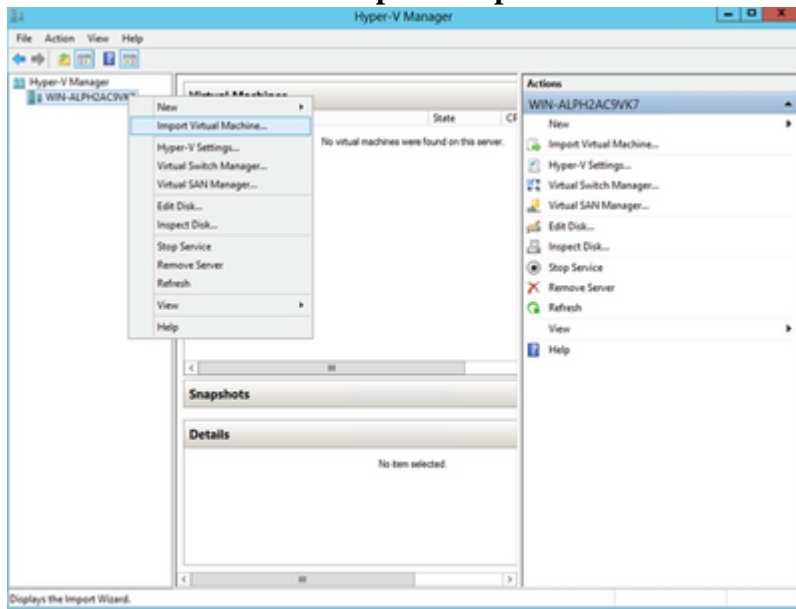 Hyper-V Manager
File Action View Help
Hyper-V Manager
WIN-ALPH2AC9VK7
Virtual Machines
State CP
No virtual machines were found on this server.
New
Import Virtual Machine...
Hyper-V Settings...
Virtual Switch Manager...
Virtual SAN Manager...
Edit Disk...
Inspect Disk...
Stop Service
Remove Server
Refresh
View
Help
Snapshots
Details
No item selected.
Actions
WIN-ALPH2AC9VK7
New
Import Virtual Machine...
Hyper-V Settings...
Virtual Switch Manager...
Virtual SAN Manager...
Edit Disk...
Inspect Disk...
Stop Service
Remove Server
Refresh
View
Help
Displays the Import Wizard.